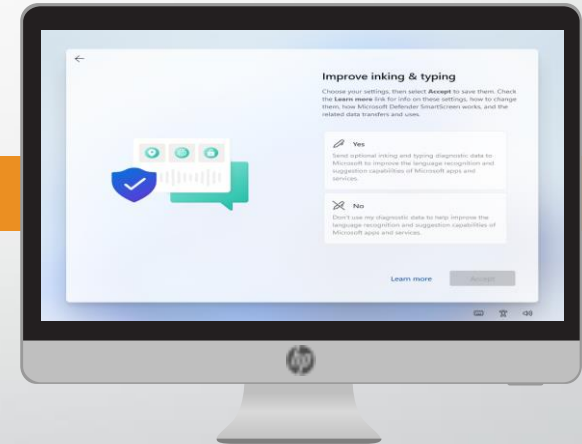 Improve inking & typing
Choose your settings, then select Accept to save them. Check
the Learn more link for info on these settings, how to change
them, how Microsoft Defender SmartScreen works, and the
related data transfers and uses.
Yes
Send optional inking and typing diagnostic data to
Microsoft to improve the language recognition and
suggestion capabilities of Microsoft apps and
services.
No
Don't use my diagnostic data to help improve the
language recognition and suggestion capabilities of
Microsoft apps and services.
Learn more
Accept
hp